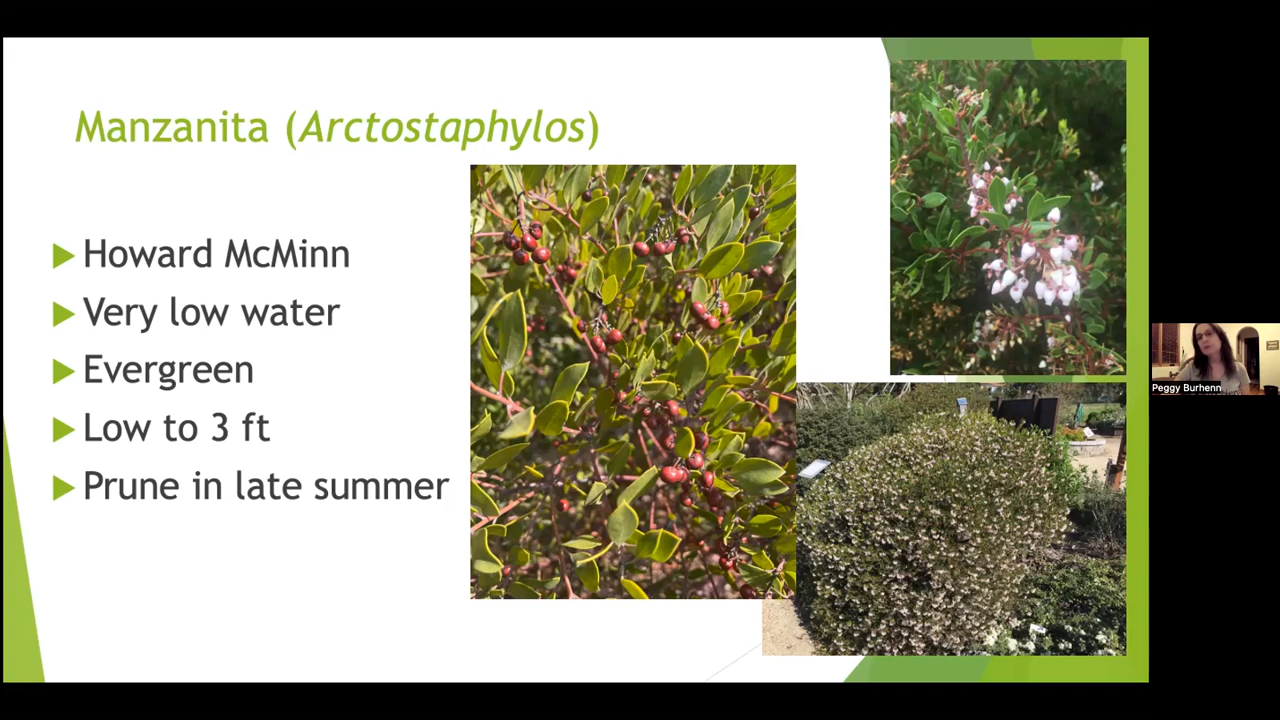 Manzanita (Arctostaphylos)
Howard McMinn
Very low water
Evergreen
Low to 3 ft
Prune in late summer
Peggy Burhenn